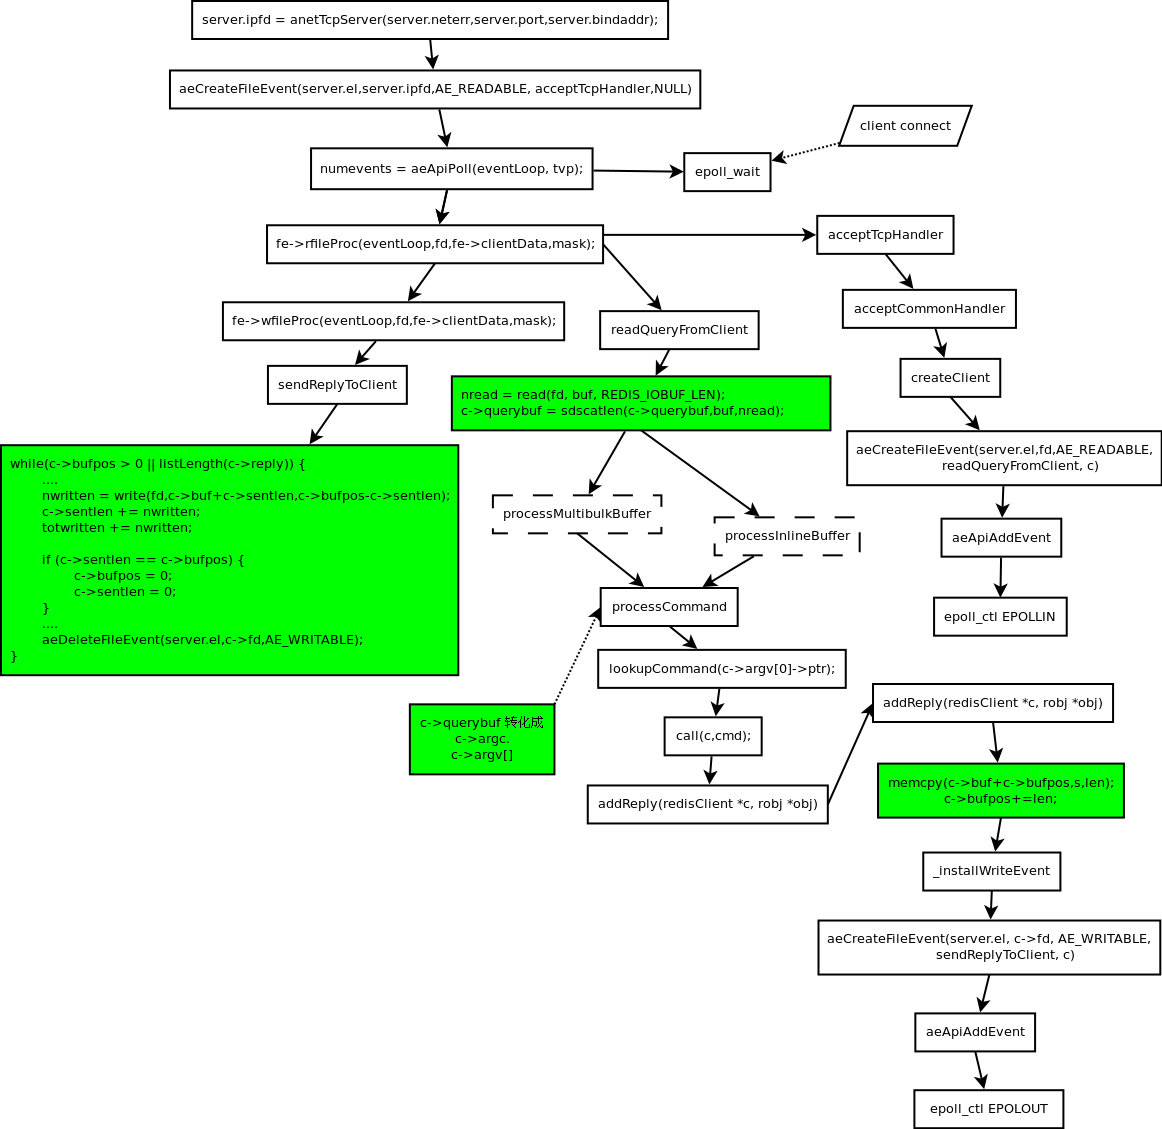 server.ipfd = anetTcpServer(server.neterr,server.port,server.bindaddr);
aeCreateFileEvent(server.el,server.ipfd,AE_READABLE, acceptTcpHandler,NULL)
client connect
numevents = aeApiPoll(eventLoop, tvp);
epoll_wait
fe->rfileProc(eventLoop,fd,fe->clientData,mask);
acceptTcpHandler
acceptCommonHandler
fe->wfileProc(eventLoop,fd,fe->clientData,mask);
readQueryFromClient
createClient
sendReplyToClient
nread = read(fd, buf, REDIS_IOBUF_LEN);
c->querybuf = sdscatlen(c->querybuf,buf,nread);
aeCreateFileEvent(server.el,fd,AE_READABLE,
readQueryFromClient, c)
while(c->bufpos > 0 || listLength(c->reply)) {
....
nwritten = write(fd,c->buf+c->sentlen,c->bufpos-c->sentlen);
c->sentlen += nwritten;
totwritten += nwritten;
if (c->sentlen == c->bufpos) {
c->bufpos = 0;
c->sentlen = 0;
}
....
aeDeleteFileEvent(server.el,c->fd,AE_WRITABLE);
}
processMultibulkBuffer
processInlineBuffer
aeApiAddEvent
processCommand
epoll_ctl EPOLLIN
lookupCommand(c->argv[0]->ptr);
c->querybuf 转化成
c->argc.
c->argv[]
call(c,cmd);
addReply(redisClient *c, robj *obj)
addReply(redisClient *c, robj *obj)
memcpy(c->buf+c->bufpos,s,len);
c->bufpos+=len;
_installWriteEvent
aeCreateFileEvent(server.el, c->fd, AE_WRITABLE,
sendReplyToClient, c)
aeApiAddEvent
epoll_ctl EPOLOUT